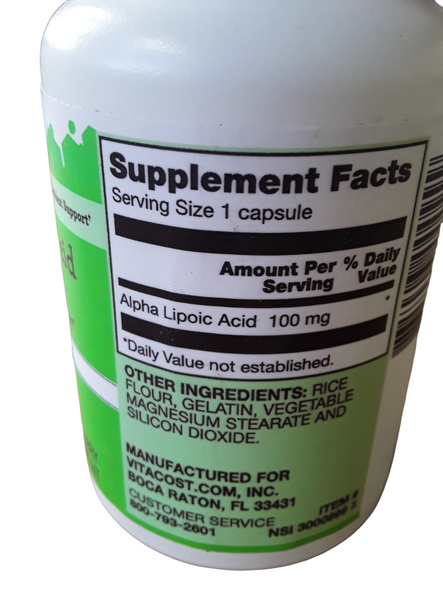 Support†
id
Supplement Facts
Serving Size 1 capsule
Amount Per % Daily
Serving Value
Alpha Lipoic Acid 100 mg *
*Daily Value not established.
OTHER INGREDIENTS: RICE
FLOUR, GELATIN, VEGETABLE
MAGNESIUM STEARATE AND
SILICON DIOXIDE.
MANUFACTURED FOR
VITACOST.COM, INC.
BOCA RATON, FL 33431
CUSTOMER SERVICE ITEM #
800-793-2601 NSI